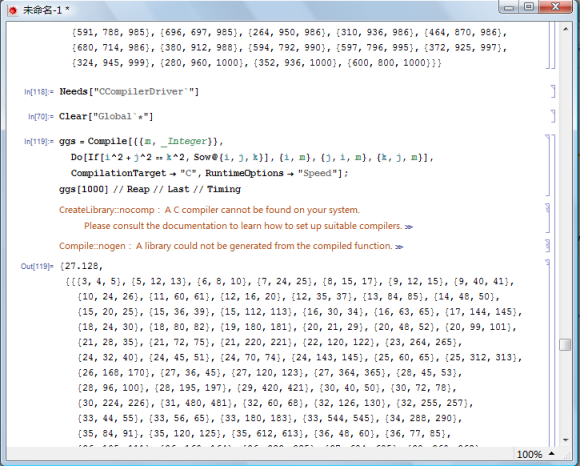 未命名-1 *
{591, 788, 985}, {696, 697, 985}, {264, 950, 986}, {310, 936, 986}, {464, 870, 986},
{680, 714, 986}, {380, 912, 988}, {594, 792, 990}, {597, 796, 995}, {372, 925, 997},
{324, 945, 999}, {280, 960, 1000}, {352, 936, 1000}, {600, 800, 1000}}}
In[118]:= Needs["CCompilerDriver`"]
In[70]:= Clear["Global`*"]
In[119]:= ggs = Compile[{{m, _Integer}},
Do[If[i^2 + j^2 == k^2, Sow@{i, j, k}], {i, m}, {j, i, m}, {k, j, m}],
CompilationTarget → "C", RuntimeOptions → "Speed"];
ggs[1000] // Reap // Last // Timing
CreateLibrary::nocomp : A C compiler cannot be found on your system.
Please consult the documentation to learn how to set up suitable compilers. ≫
Compile::nogen : A library could not be generated from the compiled function. ≫
Out[119]= {27.128,
{{{3, 4, 5}, {5, 12, 13}, {6, 8, 10}, {7, 24, 25}, {8, 15, 17}, {9, 12, 15}, {9, 40, 41},
{10, 24, 26}, {11, 60, 61}, {12, 16, 20}, {12, 35, 37}, {13, 84, 85}, {14, 48, 50},
{15, 20, 25}, {15, 36, 39}, {15, 112, 113}, {16, 30, 34}, {16, 63, 65}, {17, 144, 145},
{18, 24, 30}, {18, 80, 82}, {19, 180, 181}, {20, 21, 29}, {20, 48, 52}, {20, 99, 101},
{21, 28, 35}, {21, 72, 75}, {21, 220, 221}, {22, 120, 122}, {23, 264, 265},
{24, 32, 40}, {24, 45, 51}, {24, 70, 74}, {24, 143, 145}, {25, 60, 65}, {25, 312, 313},
{26, 168, 170}, {27, 36, 45}, {27, 120, 123}, {27, 364, 365}, {28, 45, 53},
{28, 96, 100}, {28, 195, 197}, {29, 420, 421}, {30, 40, 50}, {30, 72, 78},
{30, 224, 226}, {31, 480, 481}, {32, 60, 68}, {32, 126, 130}, {32, 255, 257},
{33, 44, 55}, {33, 56, 65}, {33, 180, 183}, {33, 544, 545}, {34, 288, 290},
{35, 84, 91}, {35, 120, 125}, {35, 612, 613}, {36, 48, 60}, {36, 77, 85},
100%